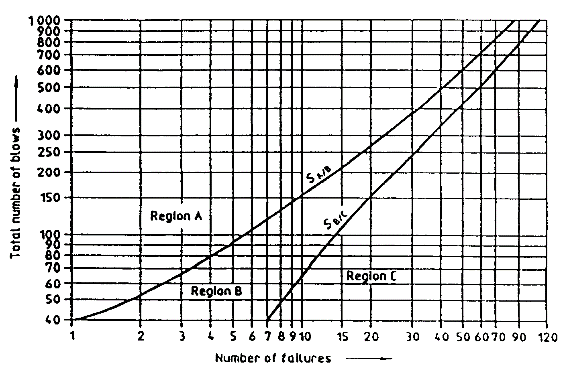 1000
900
800
700
600
500
400
300
250
200
150
100
90
80
70
60
50
40
Total number of blows
Region A
Region B
Region C
S A/B
S B/C
1 2 3 4 5 6 7 8 9 10 15 20 30 40 50 60 70 90 120
Number of failures